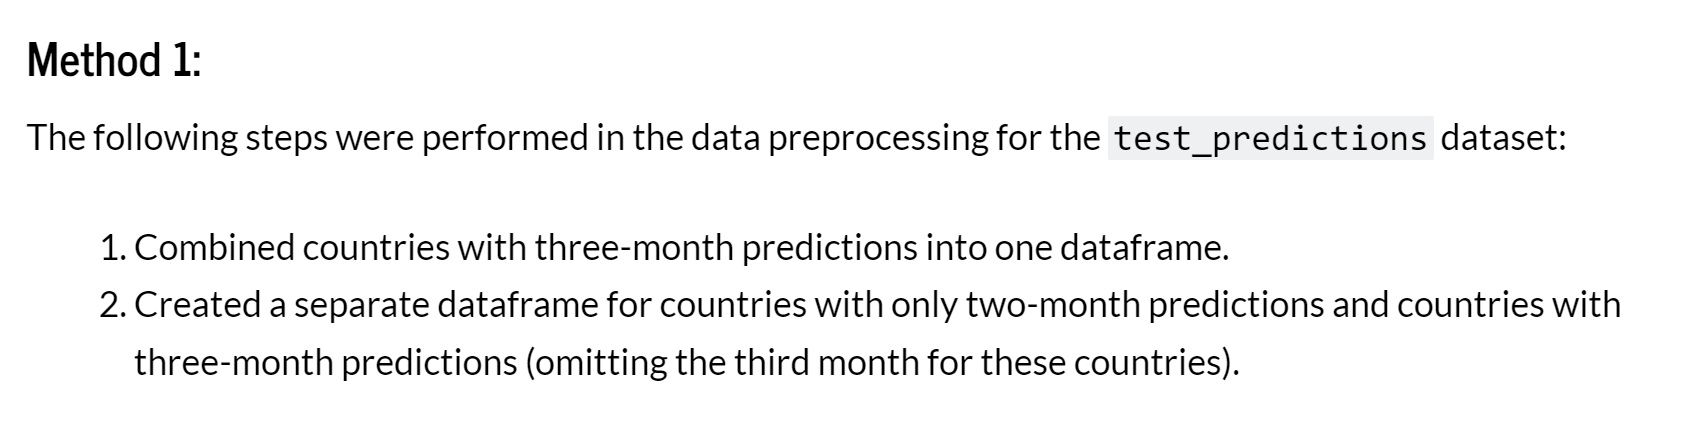 Method 1:
The following steps were performed in the data preprocessing for the test_predictions dataset:
1. Combined countries with three-month predictions into one dataframe.
2. Created a separate dataframe for countries with only two-month predictions and countries with
three-month predictions (omitting the third month for these countries).